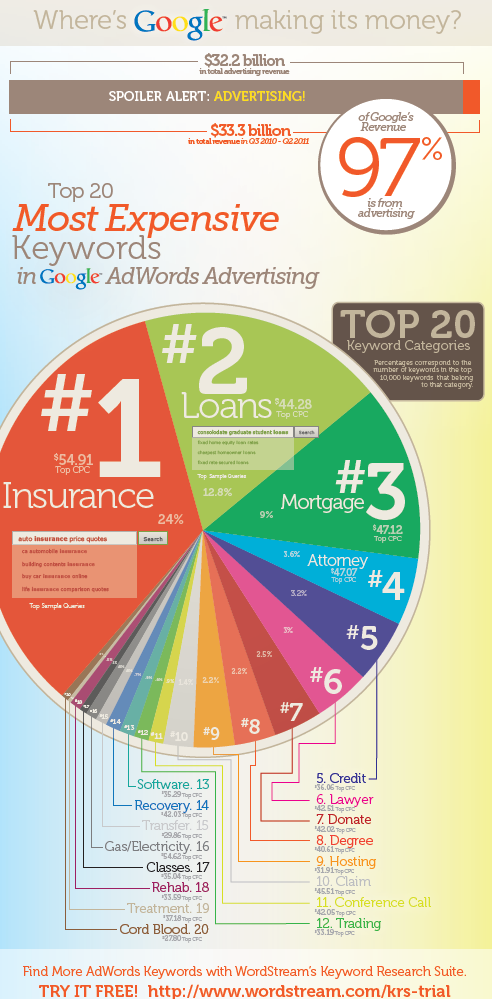 Where's Google making its money?
$32.2 billion
in total advertising revenue
SPOILER ALERT: ADVERTISING!
$33.3 billion
in total revenue in Q3 2010 - Q2 2011
of Google's
Revenue
97%
is from
advertising
Top 20
Most Expensive
Keywords
in Google AdWords Advertising
TOP 20
Keyword Categories
Percentages correspond to the
number of keywords in the top
10,000 keywords that belong
to that category.
#1
$54.91
Top CPC
Insurance
24%
auto insurance price quotes
Search
ca automobile insurance
building contents insurance
buy car insurance online
life insurance comparison quotes
Top Sample Queries
#2
Loans
$44.28
Top CPC
consolodate graduate student loans
Search
fixed home equity loan rates
cheapest homeowner loans
fixed rate secured loans
Top Sample Queries
12.8%
#3
Mortgage
$47.12
Top CPC
9%
Attorney
$47.07
Top CPC
#4
3.6%
#5
3.2%
#6
3%
#7
2.5%
#8
2.2%
#9
2.2%
#10
#11
#12
#13
#14
Software. 13
$35.29 Top CPC
Recovery. 14
$42.03 Top CPC
Transfer. 15
$29.86 Top CPC
Gas/Electricity. 16
$54.62 Top CPC
Classes. 17
$35.04 Top CPC
Rehab. 18
$33.59 Top CPC
Treatment. 19
$37.18 Top CPC
Cord Blood. 20
$27.80 Top CPC
5. Credit
$36.06 Top CPC
6. Lawyer
$42.51 Top CPC
7. Donate
$42.02 Top CPC
8. Degree
$40.61 Top CPC
9. Hosting
$31.91 Top CPC
10. Claim
$45.51 Top CPC
11. Conference Call
$42.05 Top CPC
12. Trading
$33.19 Top CPC
Find More AdWords Keywords with WordStream's Keyword Research Suite.
TRY IT FREE! http://www.wordstream.com/krs-trial